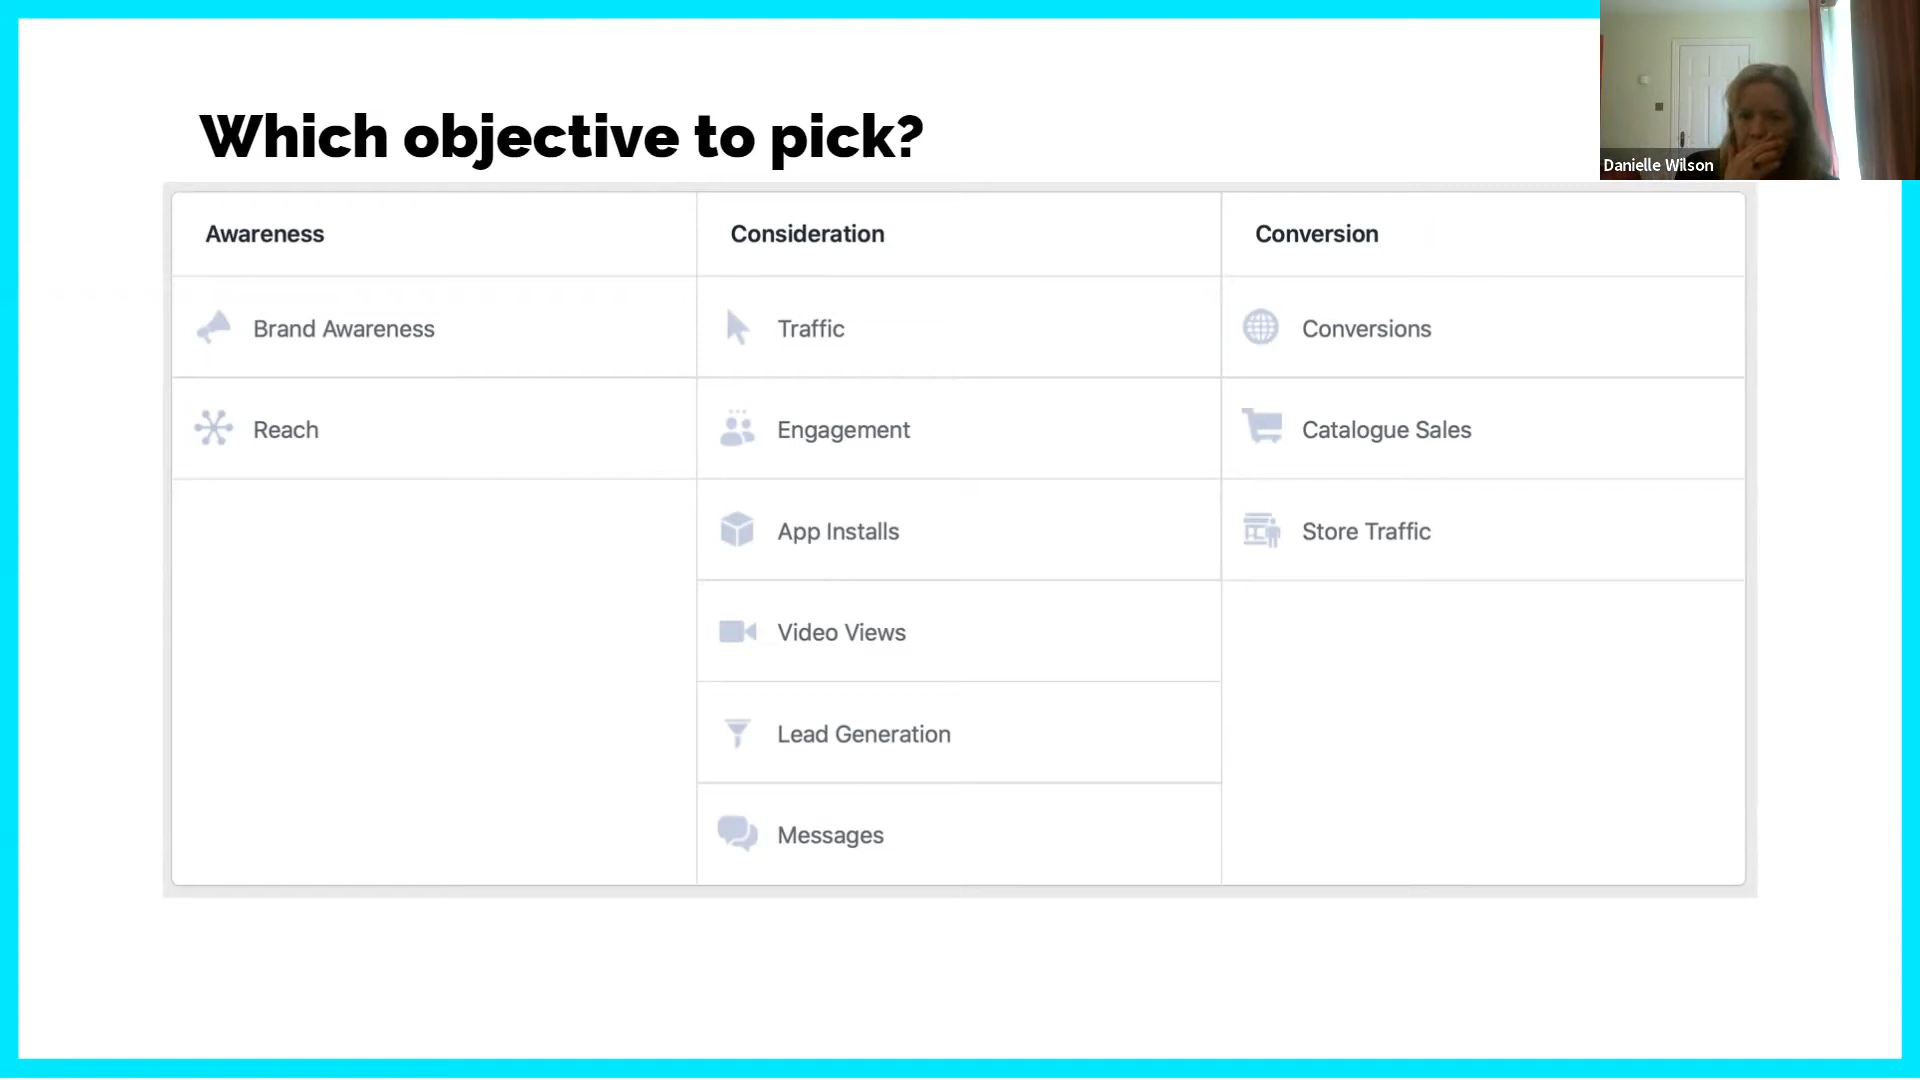 Which objective to pick?
Danielle Wilson
Awareness
Consideration
Conversion
Brand Awareness
Traffic
Conversions
Reach
Engagement
Catalogue Sales
App Installs
Store Traffic
Video Views
Lead Generation
Messages